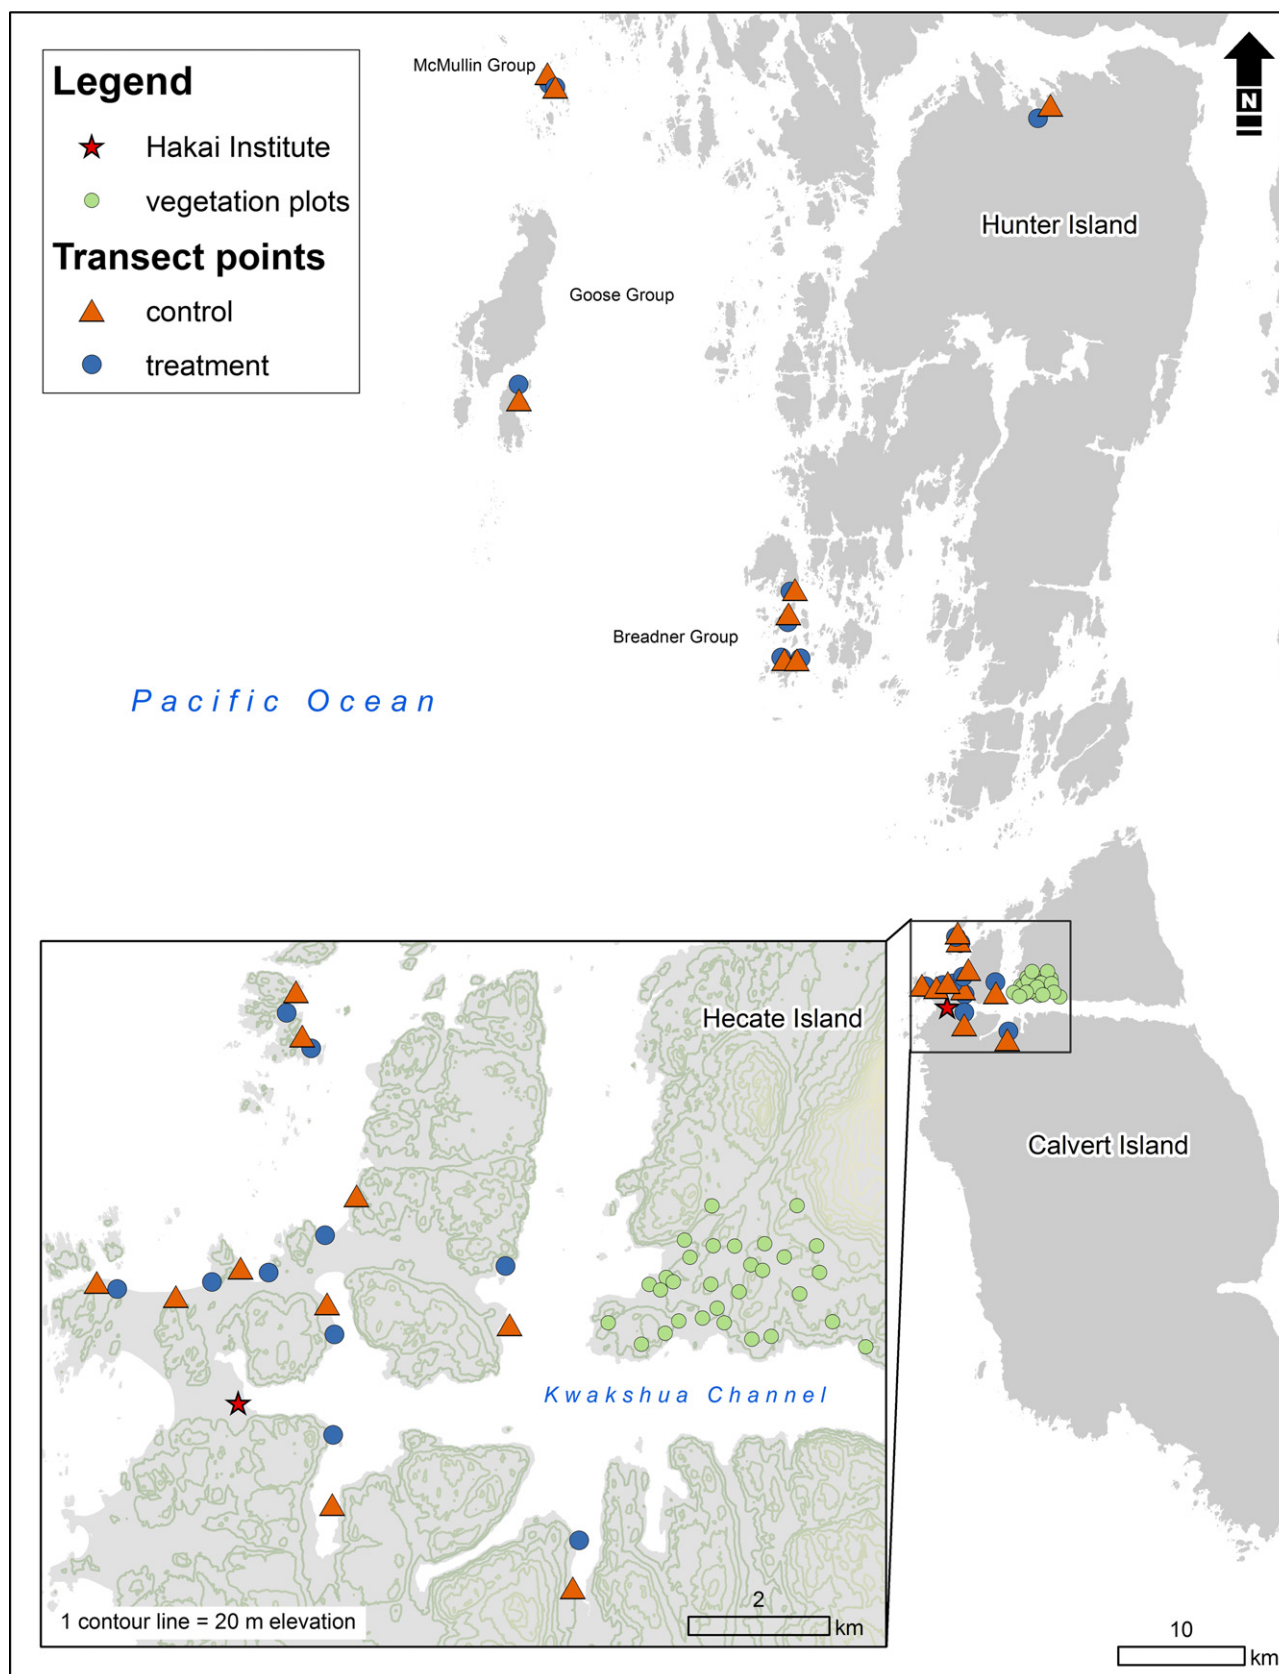 Legend
Hakai Institute
vegetation plots
Transect points
control
treatment
McMullin Group
N
Hunter Island
Goose Group
Breadner Group
Pacific Ocean
Hecate Island
Calvert Island
Kwakshua Channel
1 contour line = 20 m elevation
2
km
10
km